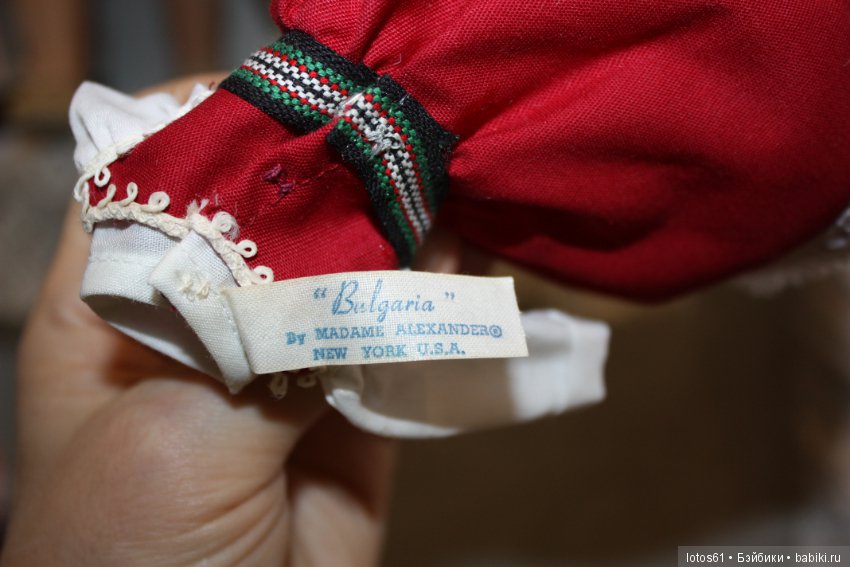 "Bulgaria"
By MADAME ALEXANDER®
NEW YORK U.S.A.
lotos61 • Бэйбики • babiki.ru